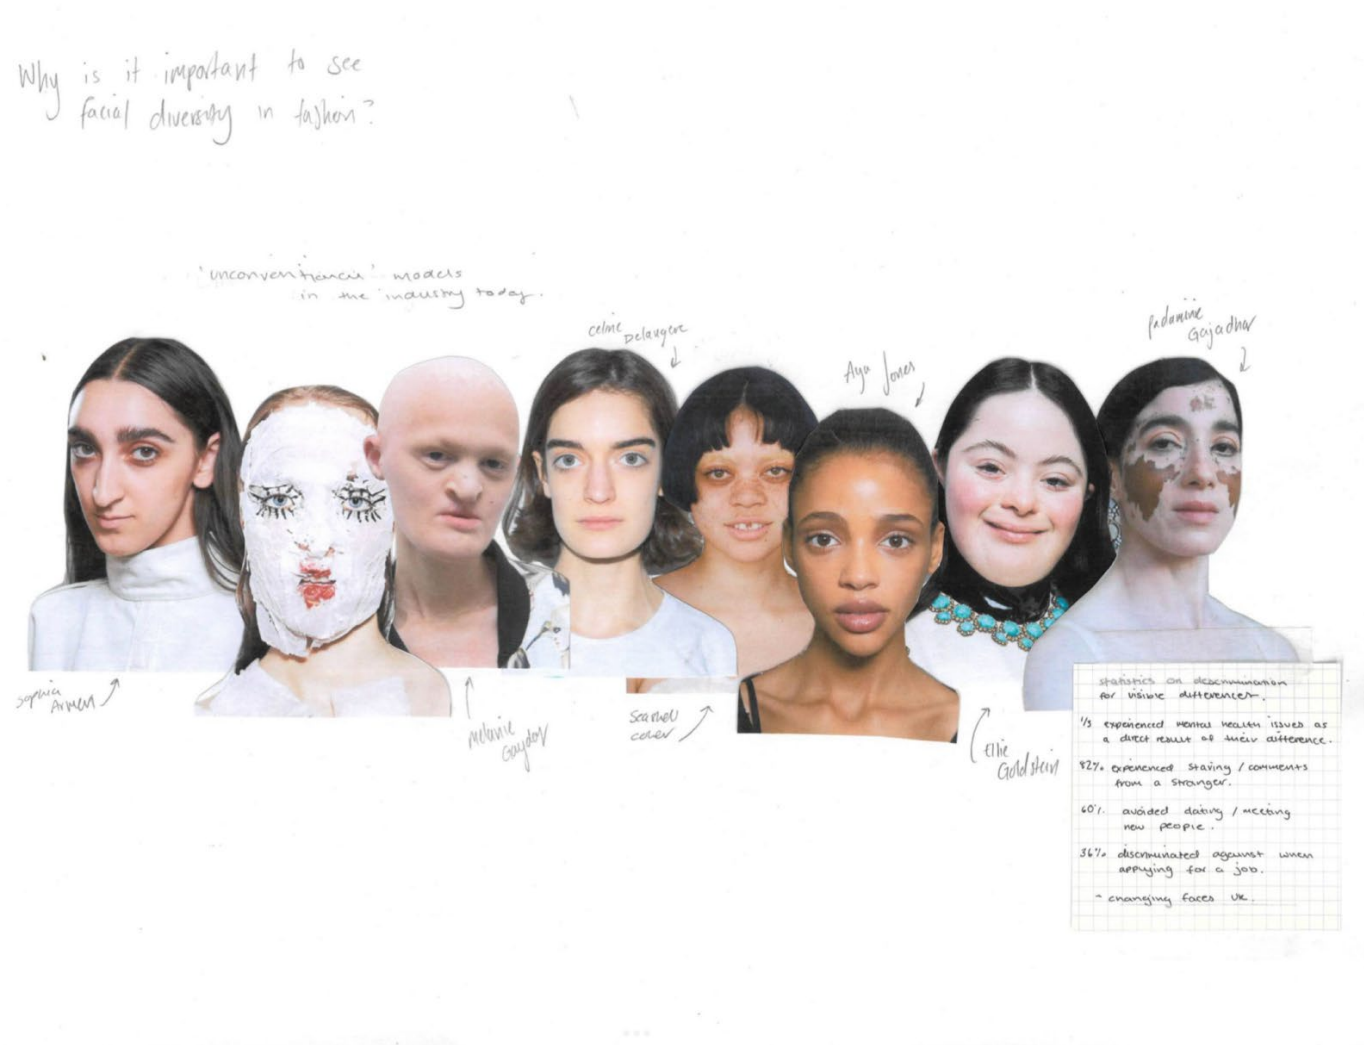 Why is it important to see
facial diversity in fashion?
'unconventional' models
in the industry today.
celine
Delaugere
Aya Jones
padamine
Gajadhar
sophia
Armen
melanie
Gaydos
Scarned
cover
Ellie
Goldstein
statistics on descrimination
for visible differences.
1/3 experienced mental health issues as
a direct result of their difference.
82% experienced staring / comments
from a stranger.
60% avoided dating / meeting
new people.
36% discriminated against when
applying for a job.
- changing faces UK.